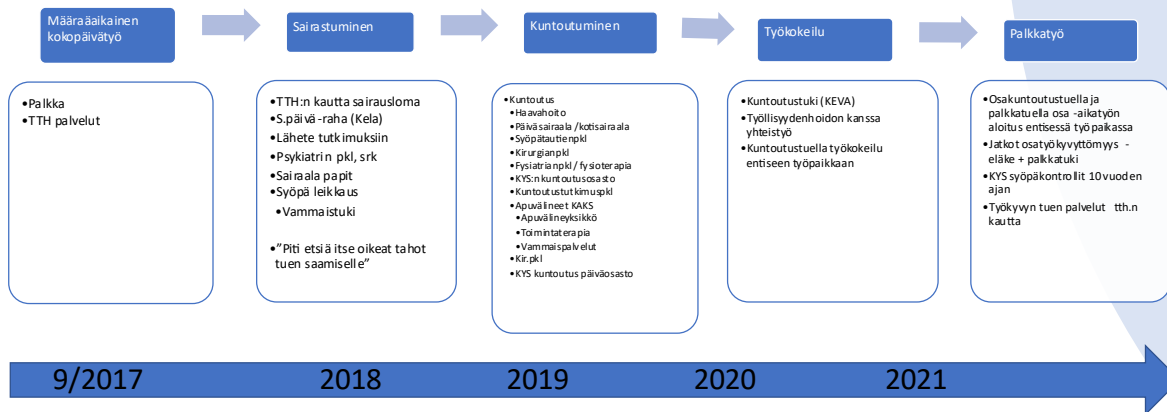 Määräaikainen
kokopäivätyö
Sairastuminen
Kuntoutuminen
Työkokeilu
Palkkatyö
•Palkka
•TTH palvelut
•TTH:n kautta sairausloma
•S.päivä-raha (Kela)
•Lähete tutkimuksiin
•Psykiatrin pkl, srk
•Sairaala papit
•Syöpä leikkaus
•Vammaistuki
•”Piti etsiä itse oikeat tahot
tuen saamiselle”
•Kuntoutus
•Haavahoito
•Päiväsairaala /kotisairaala
•Syöpätautienpkl
•Kirurgianpkl
•Fysiatrianpkl / fysioterapia
•KYS:n kuntoutusosasto
•Kuntoutustutkimuspkl
•Apuvälineet KAKS
•Apuvälineyksikkö
•Toimintaterapia
•Vammaispalvelut
•Kir.pkl
•KYS kuntoutus päiväosasto
•Kuntoutustuki (KEVA)
•Työllisyydenhoidon kanssa
yhteistyö
•Kuntoutustuella työkokeilu
entiseen työpaikkaan
•Osakuntoutustuella ja
palkkatuella osa -aikatyön
aloitus entisessä työpaikassa
•Jatkot osatyökyvyttömyys -
eläke + palkkatuki
•KYS syöpäkontrollit 10 vuoden
ajan
•Työkyvyn tuen palvelut tth.n
kautta
9/2017 2018 2019 2020 2021